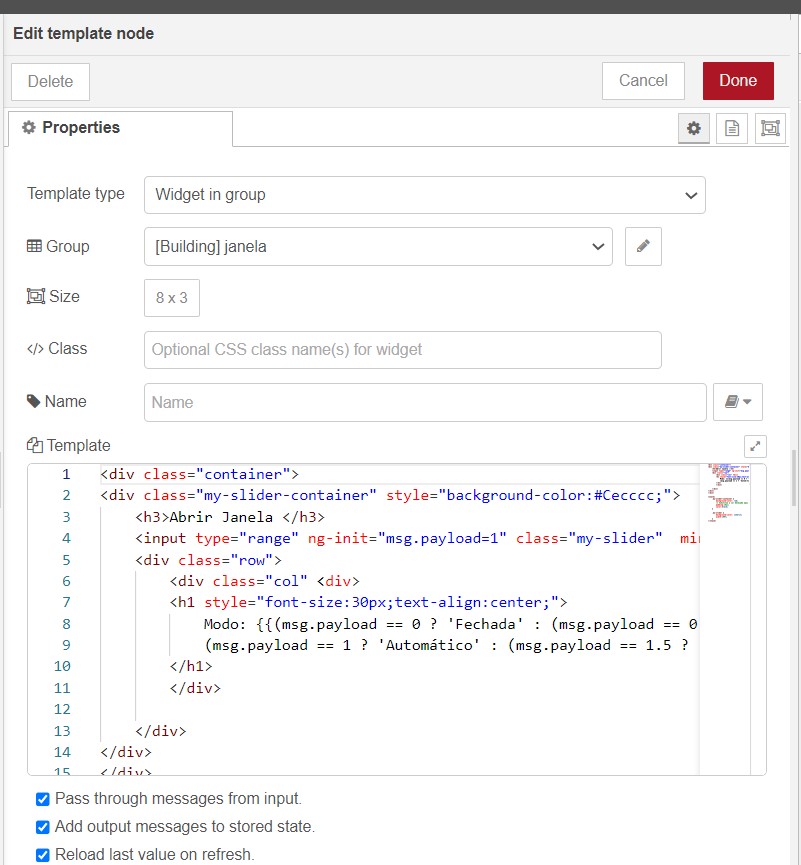 Edit template node
Delete
Cancel
Done
Properties
Template type
Widget in group
Group
[Building] janela
Size
8 x 3
</> Class
Optional CSS class name(s) for widget
Name
Name
Template
1 <div class="container">
2 <div class="my-slider-container" style="background-color:#Cecccc;">
3 <h3>Abrir Janela </h3>
4 <input type="range" ng-init="msg.payload=1" class="my-slider"  min
5 <div class="row">
6 <div class="col" <div>
7 <h1 style="font-size:30px;text-align:center;">
8 Modo: {{(msg.payload == 0 ? 'Fechada' : (msg.payload == 0
9 (msg.payload == 1 ? 'Automático' : (msg.payload == 1.5 ?
10 </h1>
11 </div>
12
13 </div>
14 </div>
15 </div>
Pass through messages from input.
Add output messages to stored state.
Reload last value on refresh.